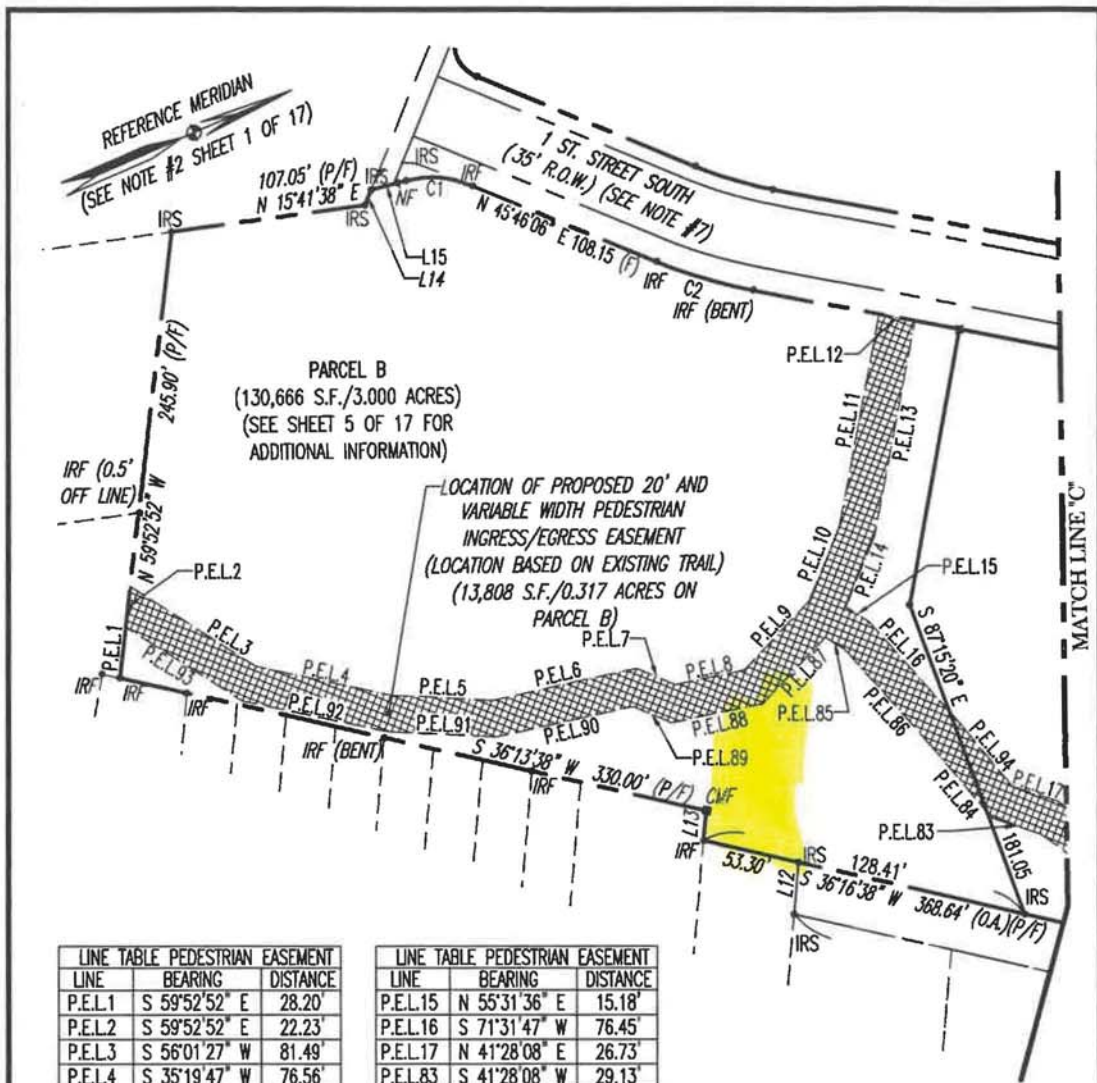 REFERENCE MERIDIAN
(SEE NOTE #2 SHEET 1 OF 17)
107.05' (P/F)
N 15°41'38" E
IRS
IRS
IRS
IRS
NF
C1
IRF
L15
L14
1 ST. STREET SOUTH
(35' R.O.W.) (SEE NOTE #7)
N 45°46'06" E 108.15 (F)
IRF
C2
IRF (BENT)
245.90' (P/F)
N 59°52'52" W
IRF (0.5'
OFF LINE)
PARCEL B
(130,666 S.F./3.000 ACRES)
(SEE SHEET 5 OF 17 FOR
ADDITIONAL INFORMATION)
LOCATION OF PROPOSED 20' AND
VARIABLE WIDTH PEDESTRIAN
INGRESS/EGRESS EASEMENT
(LOCATION BASED ON EXISTING TRAIL)
(13,808 S.F./0.317 ACRES ON
PARCEL B)
P.E.L.12
P.E.L.11
P.E.L.13
P.E.L.10
P.E.L.14
P.E.L.15
P.E.L.9
P.E.L.16
P.E.L.7
P.E.L.8
P.E.L.87
P.E.L.85
P.E.L.86
P.E.L.2
P.E.L.1
P.E.L.3
P.E.L.93
P.E.L.4
P.E.L.92
P.E.L.5
P.E.L.91
P.E.L.6
P.E.L.90
P.E.L.88
P.E.L.89
P.E.L.94
P.E.L.17
P.E.L.84
P.E.L.83
S 87°15'20" E
181.05
MATCH LINE "C"
IRF
IRF
IRF
IRF (BENT)
S 36°13'38" W
330.00' (P/F)
IRF
CMF
L13
IRF
53.30'
IRS
L12
128.41'
S 36°16'38" W 368.64' (O.A.)(P/F)
IRS
IRS
LINE TABLE PEDESTRIAN EASEMENT
LINE BEARING DISTANCE
P.E.L.1 S 59°52'52" E 28.20'
P.E.L.2 S 59°52'52" E 22.23'
P.E.L.3 S 56°01'27" W 81.49'
P.E.L.4 S 35°19'47" W 76.56'
LINE TABLE PEDESTRIAN EASEMENT
LINE BEARING DISTANCE
P.E.L.15 N 55°31'36" E 15.18'
P.E.L.16 S 71°31'47" W 76.45'
P.E.L.17 N 41°28'08" E 26.73'
P.E.L.83 S 41°28'08" W 29.13'